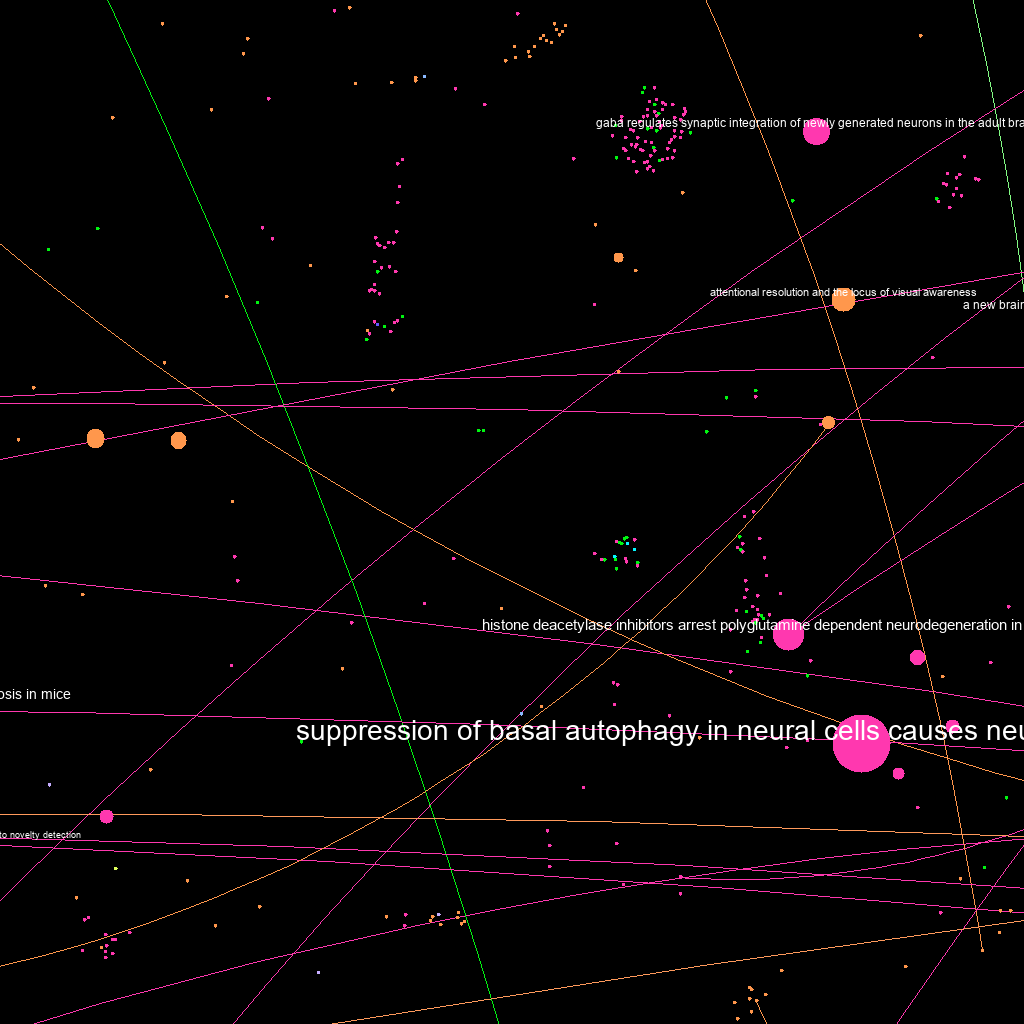 gaba regulates synaptic integration of newly generated neurons in the adult bra
attentional resolution and the locus of visual awareness
a new brain
histone deacetylase inhibitors arrest polyglutamine dependent neurodegeneration in
osis in mice
suppression of basal autophagy in neural cells causes neu
to novelty detection